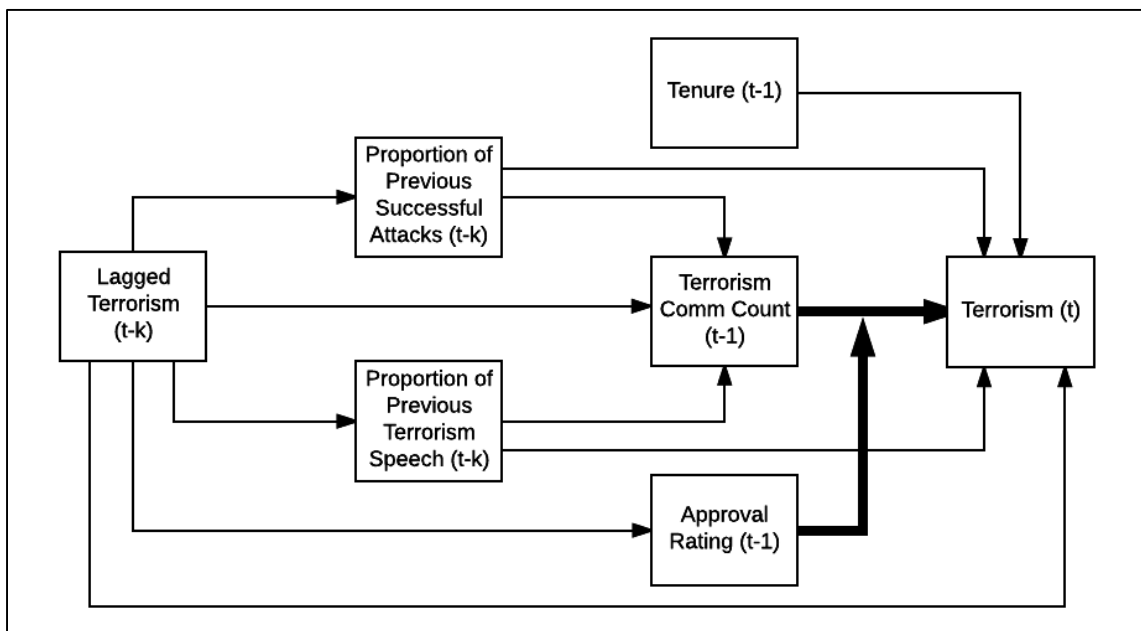 Tenure (t-1)
Proportion of
Previous
Successful
Attacks (t-k)
Lagged
Terrorism
(t-k)
Terrorism
Comm Count
(t-1)
Terrorism (t)
Proportion of
Previous
Terrorism
Speech (t-k)
Approval
Rating (t-1)